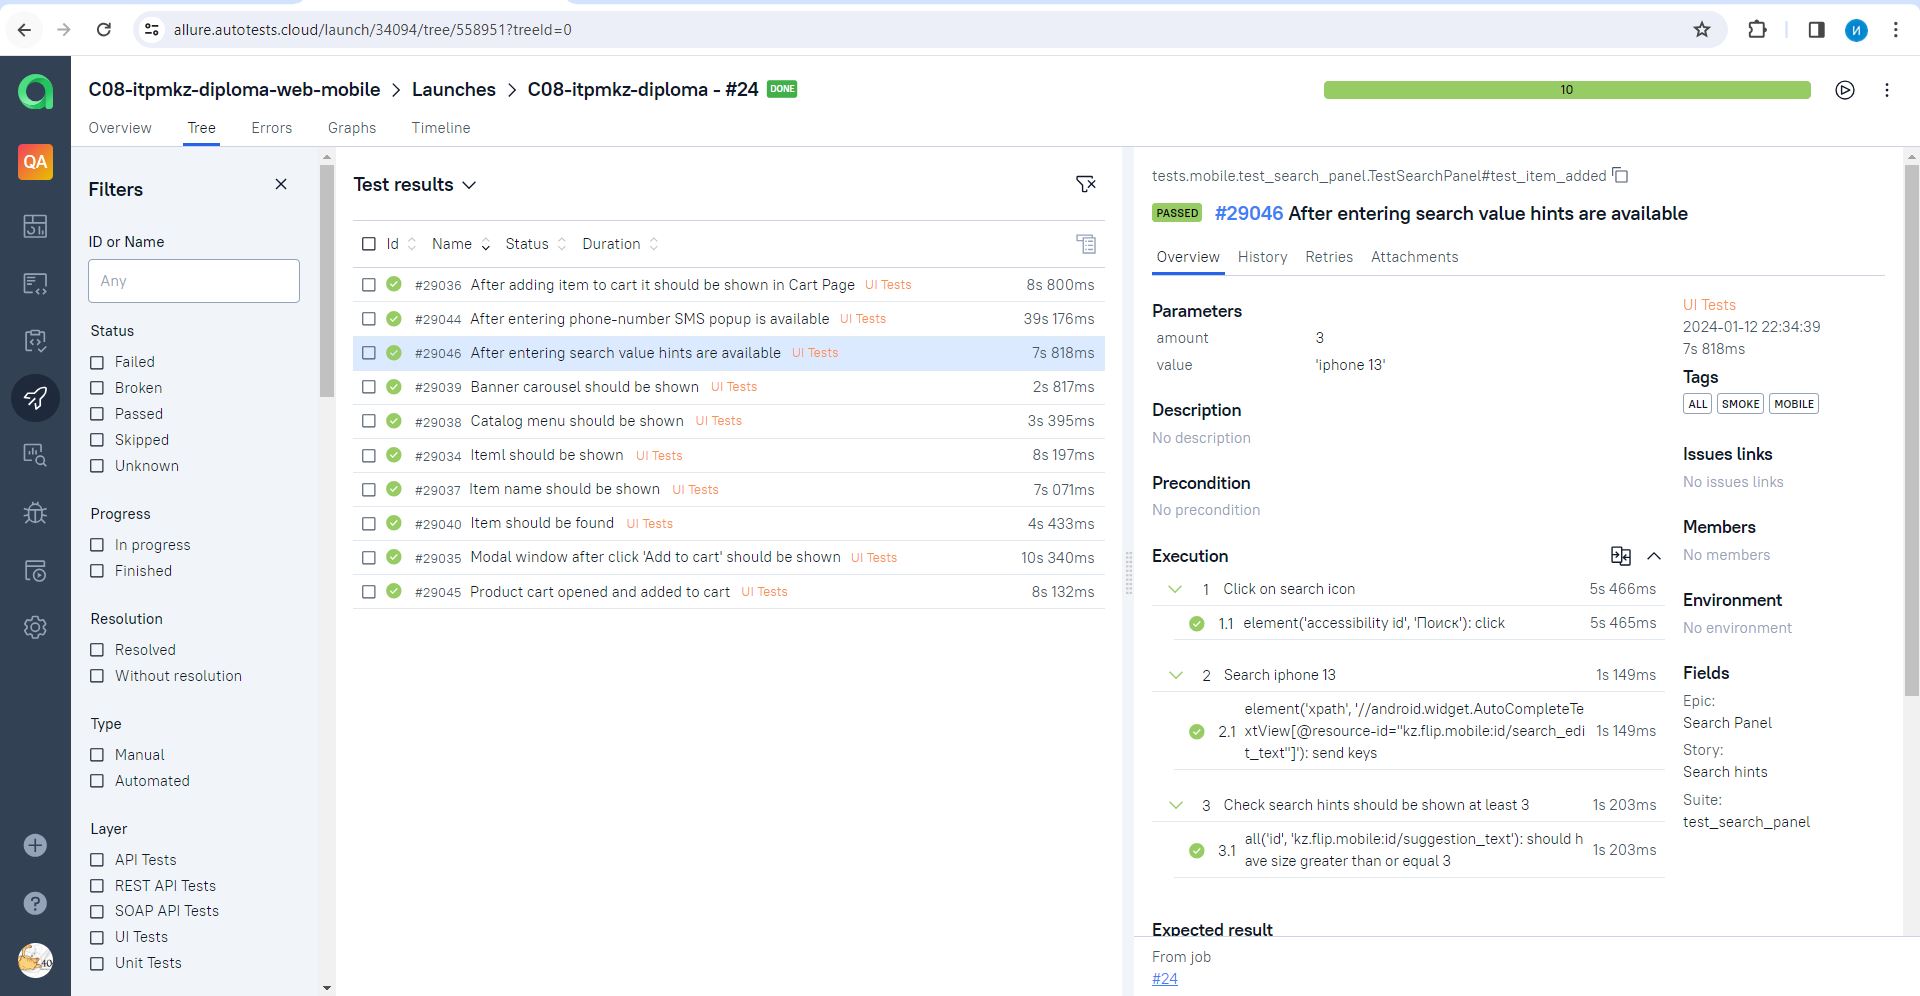 allure.autotests.cloud/launch/34094/tree/558951?treeId=0
И
C08-itpmkz-diploma-web-mobile > Launches > C08-itpmkz-diploma - #24 DONE
10
Overview Tree Errors Graphs Timeline
QA
Filters
ID or Name
Any
Status
Failed
Broken
Passed
Skipped
Unknown
Progress
In progress
Finished
Resolution
Resolved
Without resolution
Type
Manual
Automated
Layer
API Tests
REST API Tests
SOAP API Tests
UI Tests
Unit Tests
Test results
Id Name Status Duration
#29036 After adding item to cart it should be shown in Cart Page UI Tests 8s 800ms
#29044 After entering phone-number SMS popup is available UI Tests 39s 176ms
#29046 After entering search value hints are available UI Tests 7s 818ms
#29039 Banner carousel should be shown UI Tests 2s 817ms
#29038 Catalog menu should be shown UI Tests 3s 395ms
#29034 Iteml should be shown UI Tests 8s 197ms
#29037 Item name should be shown UI Tests 7s 071ms
#29040 Item should be found UI Tests 4s 433ms
#29035 Modal window after click 'Add to cart' should be shown UI Tests 10s 340ms
#29045 Product cart opened and added to cart UI Tests 8s 132ms
tests.mobile.test_search_panel.TestSearchPanel#test_item_added
PASSED #29046 After entering search value hints are available
Overview History Retries Attachments
Parameters
amount 3
value 'iphone 13'
Description
No description
Precondition
No precondition
Execution
1 Click on search icon 5s 466ms
1.1 element('accessibility id', 'Поиск'): click 5s 465ms
2 Search iphone 13 1s 149ms
element('xpath', '//android.widget.AutoCompleteTe
2.1 xtView[@resource-id="kz.flip.mobile:id/search_edi 1s 149ms
t_text"]'): send keys
3 Check search hints should be shown at least 3 1s 203ms
3.1 all('id', 'kz.flip.mobile:id/suggestion_text'): should h 1s 203ms
ave size greater than or equal 3
Expected result
From job
#24
UI Tests
2024-01-12 22:34:39
7s 818ms
Tags
ALL SMOKE MOBILE
Issues links
No issues links
Members
No members
Environment
No environment
Fields
Epic:
Search Panel
Story:
Search hints
Suite:
test_search_panel